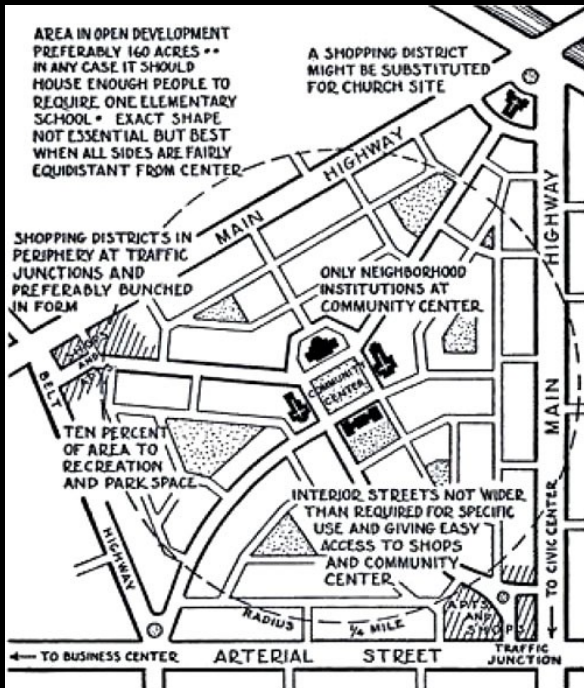 AREA IN OPEN DEVELOPMENT
PREFERABLY 160 ACRES ••
IN ANY CASE IT SHOULD
HOUSE ENOUGH PEOPLE TO
REQUIRE ONE ELEMENTARY
SCHOOL • EXACT SHAPE
NOT ESSENTIAL BUT BEST
WHEN ALL SIDES ARE FAIRLY
EQUIDISTANT FROM CENTER
A SHOPPING DISTRICT
MIGHT BE SUBSTITUTED
FOR CHURCH SITE
MAIN HIGHWAY
HIGHWAY
MAIN
SHOPPING DISTRICTS IN
PERIPHERY AT TRAFFIC
JUNCTIONS AND
PREFERABLY BUNCHED
IN FORM
ONLY NEIGHBORHOOD
INSTITUTIONS AT
COMMUNITY CENTER
SHOPS
AND
BELT
HIGHWAY
COMMUNITY
CENTER
TEN PERCENT
OF AREA TO
RECREATION
AND PARK SPACE
INTERIOR STREETS NOT WIDER
THAN REQUIRED FOR SPECIFIC
USE AND GIVING EASY
ACCESS TO SHOPS
AND COMMUNITY
CENTER
TO CIVIC CENTER
APTS
AND
SHOPS
RADIUS 1/4 MILE
TRAFFIC
JUNCTION
TO BUSINESS CENTER
ARTERIAL STREET